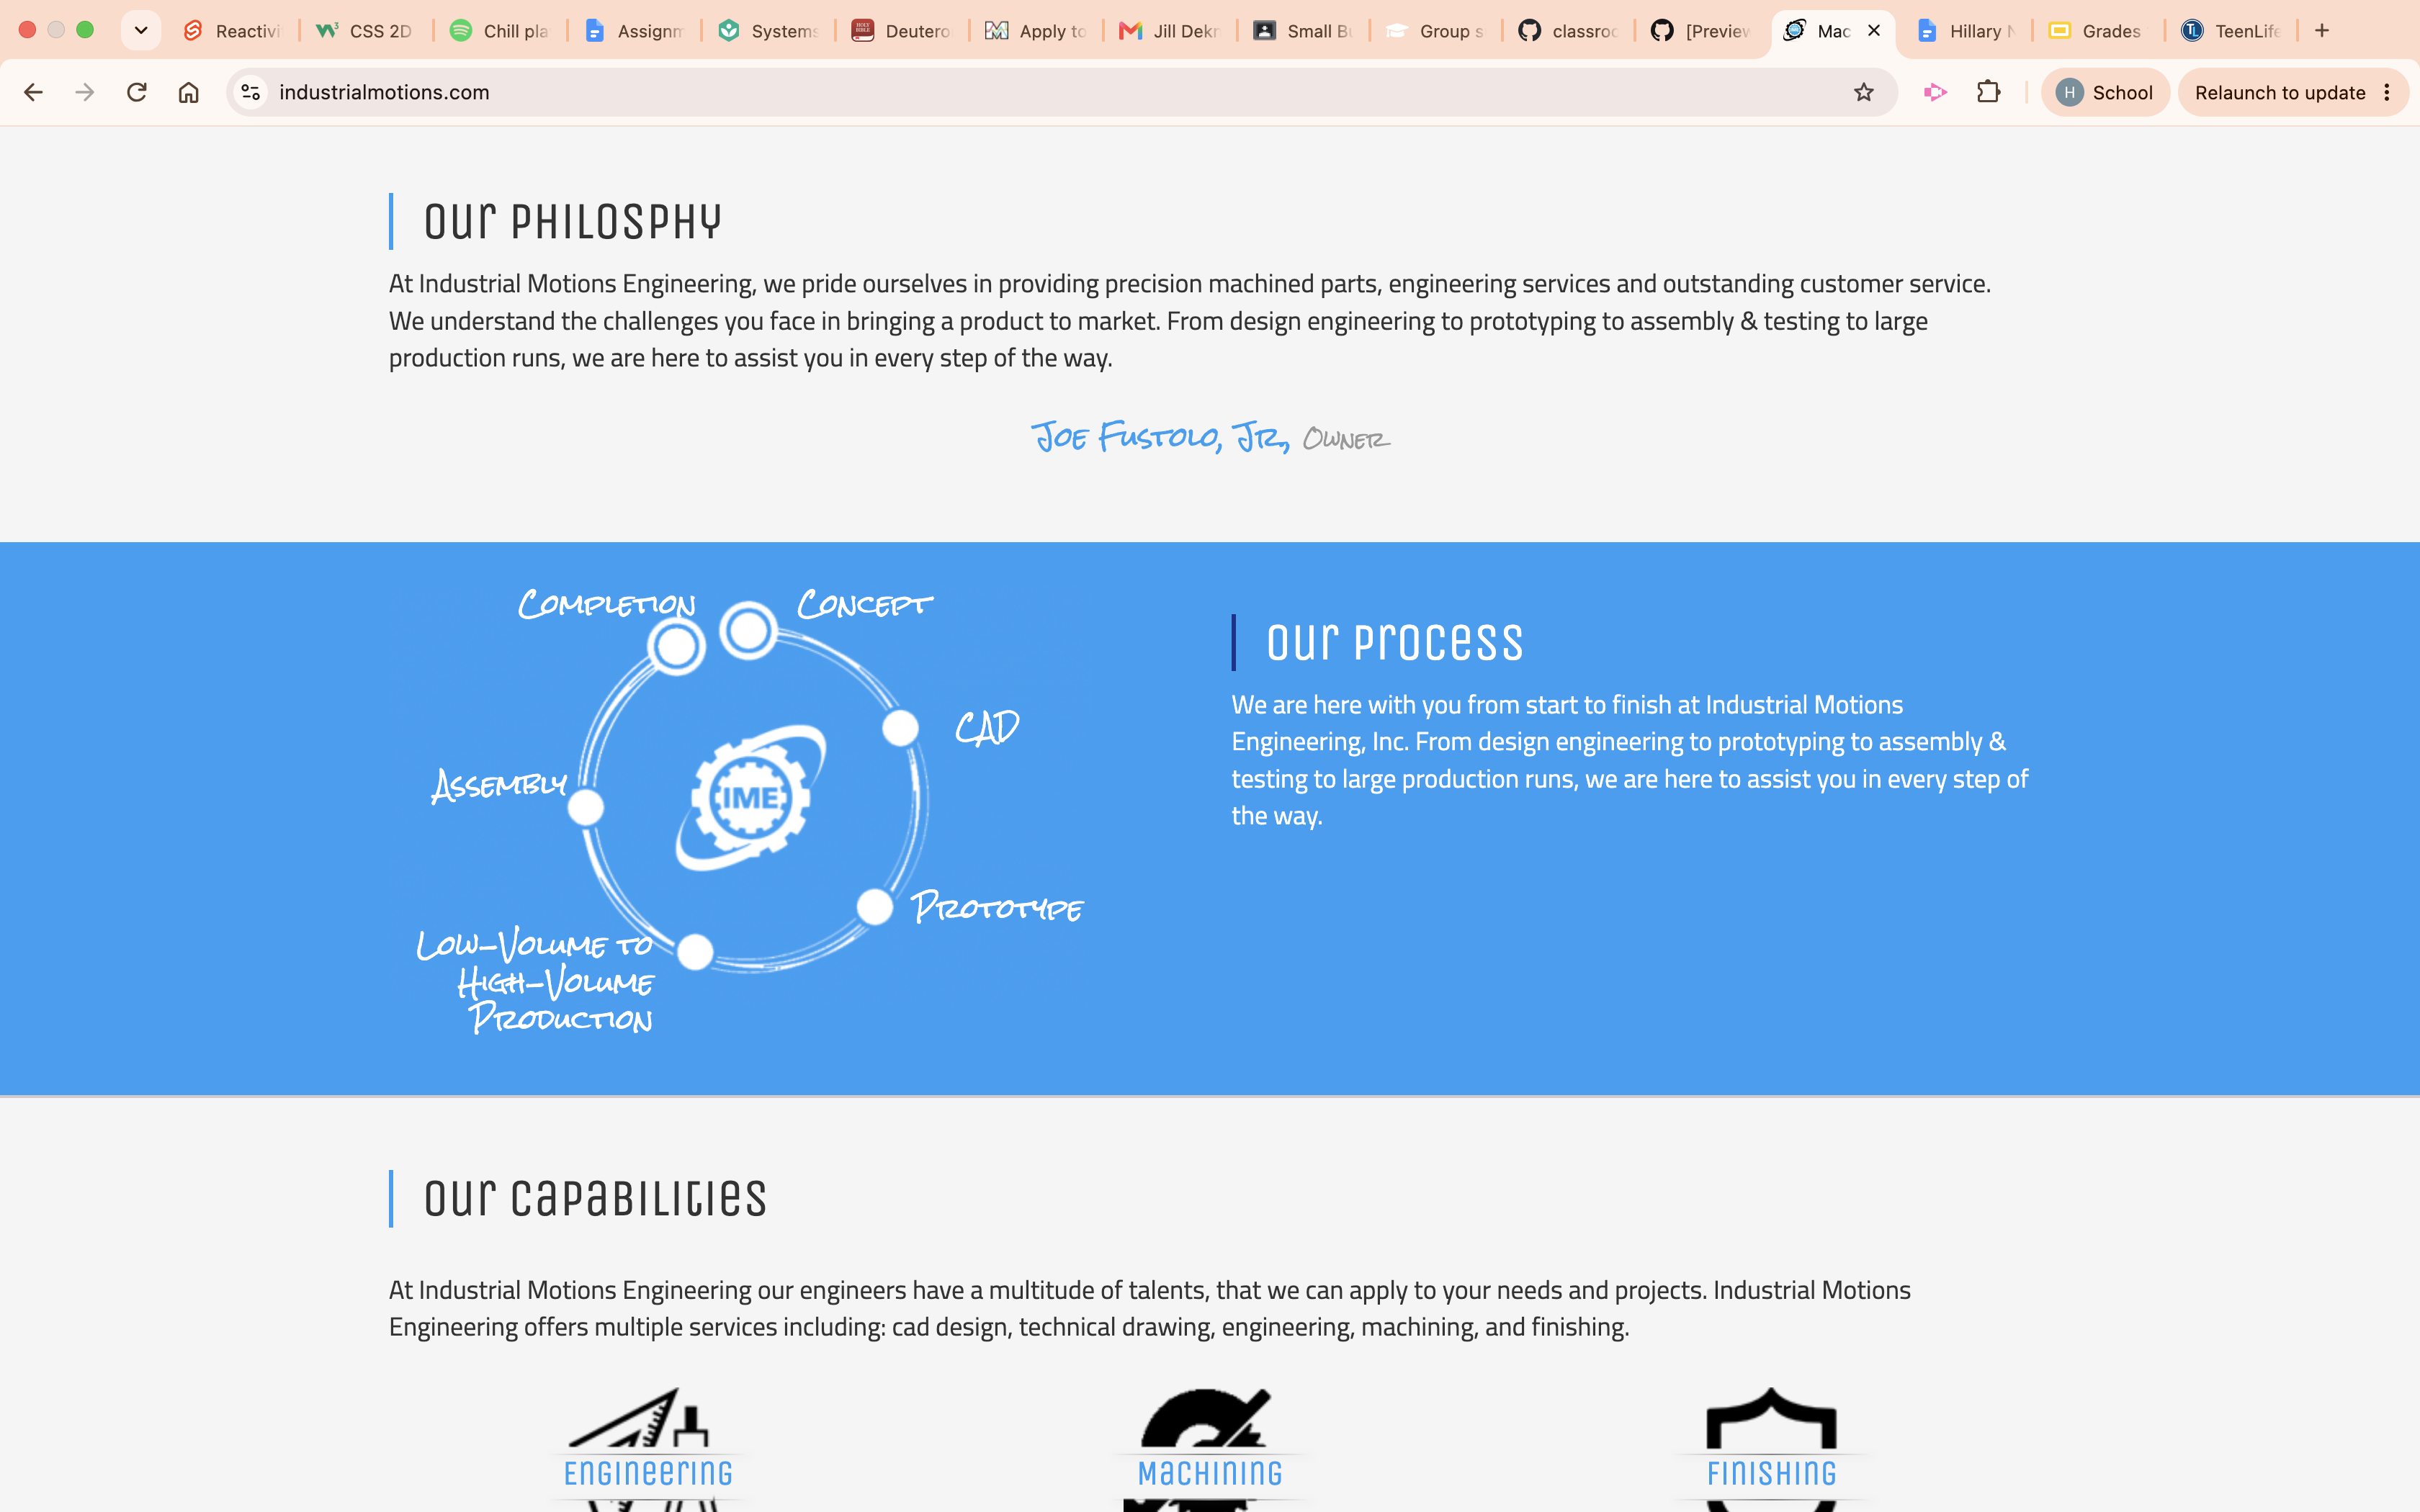 Reactivi
CSS 2D
Chill pla
Assignm
Systems
Deutero
Apply to
Jill Dekr
Small Bu
Group s
classroo
[Preview
Mac
Hillary N
Grades
TeenLife
industrialmotions.com
H
School
Relaunch to update
our PHILOSPHY
At Industrial Motions Engineering, we pride ourselves in providing precision machined parts, engineering services and outstanding customer service.
We understand the challenges you face in bringing a product to market. From design engineering to prototyping to assembly & testing to large
production runs, we are here to assist you in every step of the way.
Joe Fustolo, Jr, Owner
Completion
Concept
CAD
Assembly
IME
Prototype
Low-Volume to
High-Volume
Production
our process
We are here with you from start to finish at Industrial Motions
Engineering, Inc. From design engineering to prototyping to assembly &
testing to large production runs, we are here to assist you in every step of
the way.
our capabilities
At Industrial Motions Engineering our engineers have a multitude of talents, that we can apply to your needs and projects. Industrial Motions
Engineering offers multiple services including: cad design, technical drawing, engineering, machining, and finishing.
Engineering
Machining
Finishing